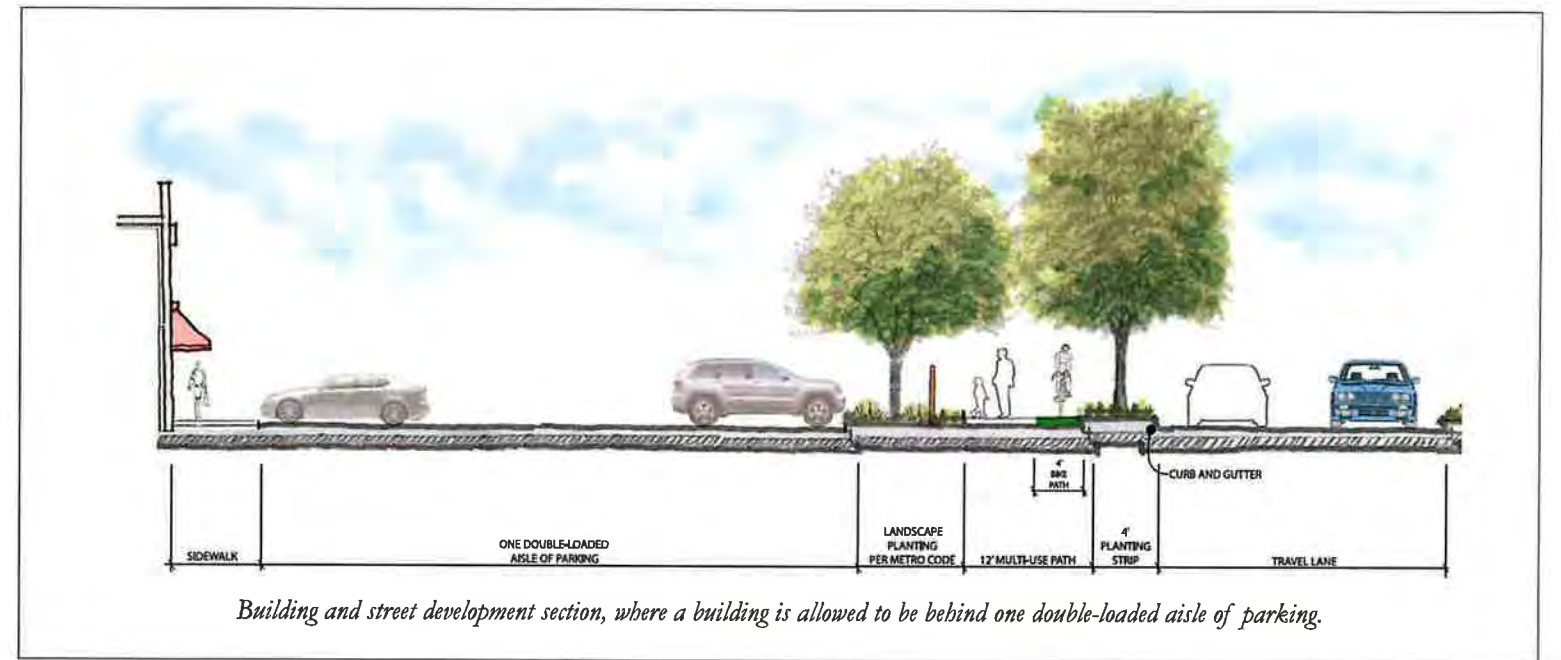 4'
BIKE
PATH
CURB AND GUTTER
SIDEWALK
ONE DOUBLE-LOADED
AISLE OF PARKING
LANDSCAPE
PLANTING
PER METRO CODE
12' MULTI-USE PATH
4'
PLANTING
STRIP
TRAVEL LANE
Building and street development section, where a building is allowed to be behind one double-loaded aisle of parking.